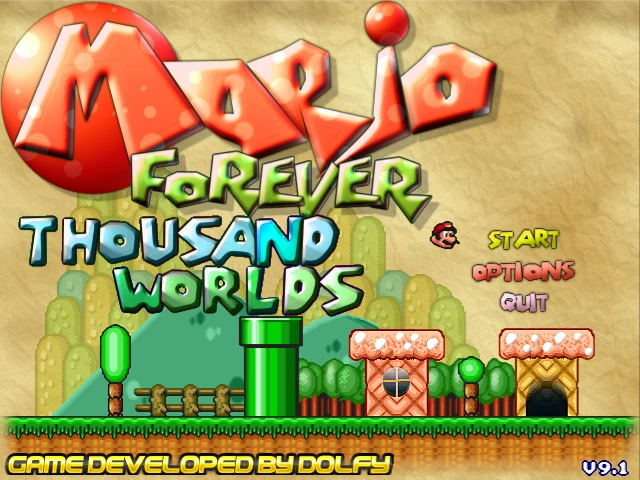 Mario
FOREVER
THOUSAND
WORLDS
START
OPTIONS
QUIT
GAME DEVELOPED BY DOLFY
V9.1